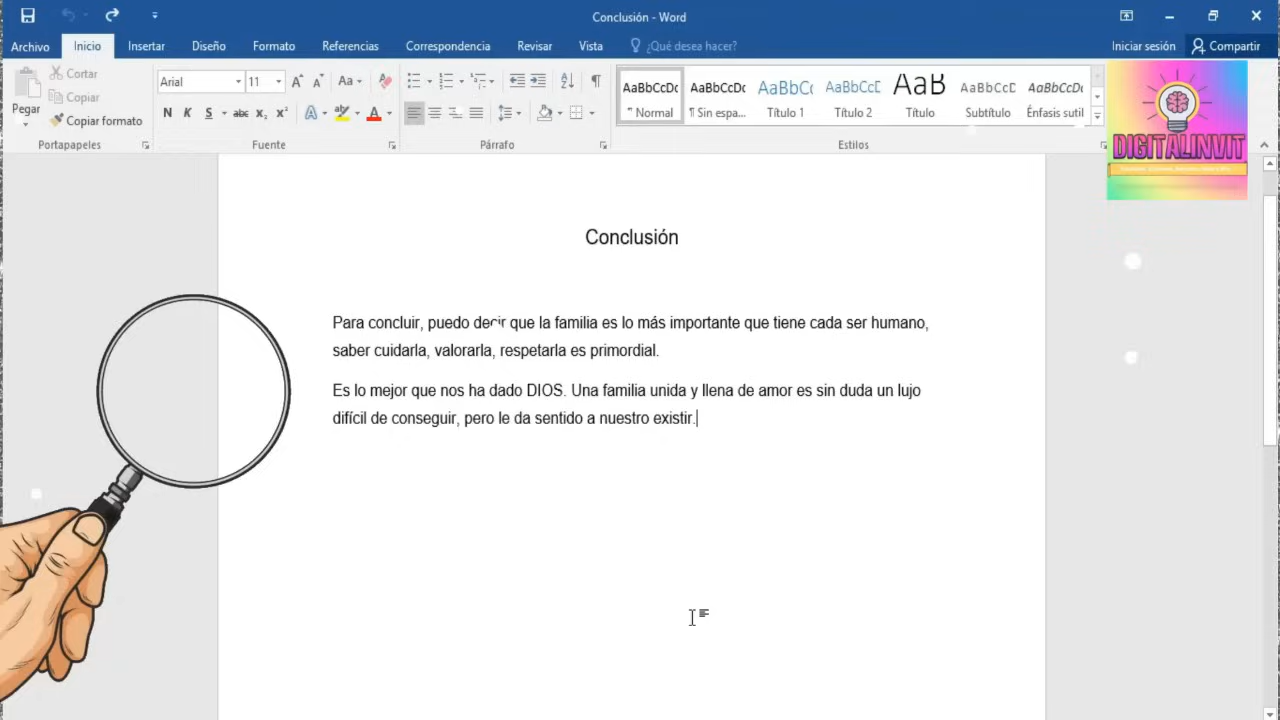 Conclusión - Word
Archivo Inicio Insertar Diseño Formato Referencias Correspondencia Revisar Vista ¿Qué desea hacer? Iniciar sesión Compartir
Pegar
Cortar
Copiar
Copiar formato
Portapapeles
Arial 11
Aa
N K S abc x₂ x²
Fuente
Párrafo
AaBbCcDc AaBbCcDc AaBbCc AaBbCcE AaB AaBbCcE AaBbCcDc
¶ Normal ¶ Sin espa... Título 1 Título 2 Título Subtítulo Énfasis sutil
Estilos
DIGITALINVIT
Conclusión
Para concluir, puedo decir que la familia es lo más importante que tiene cada ser humano,
saber cuidarla, valorarla, respetarla es primordial.
Es lo mejor que nos ha dado DIOS. Una familia unida y llena de amor es sin duda un lujo
difícil de conseguir, pero le da sentido a nuestro existir.